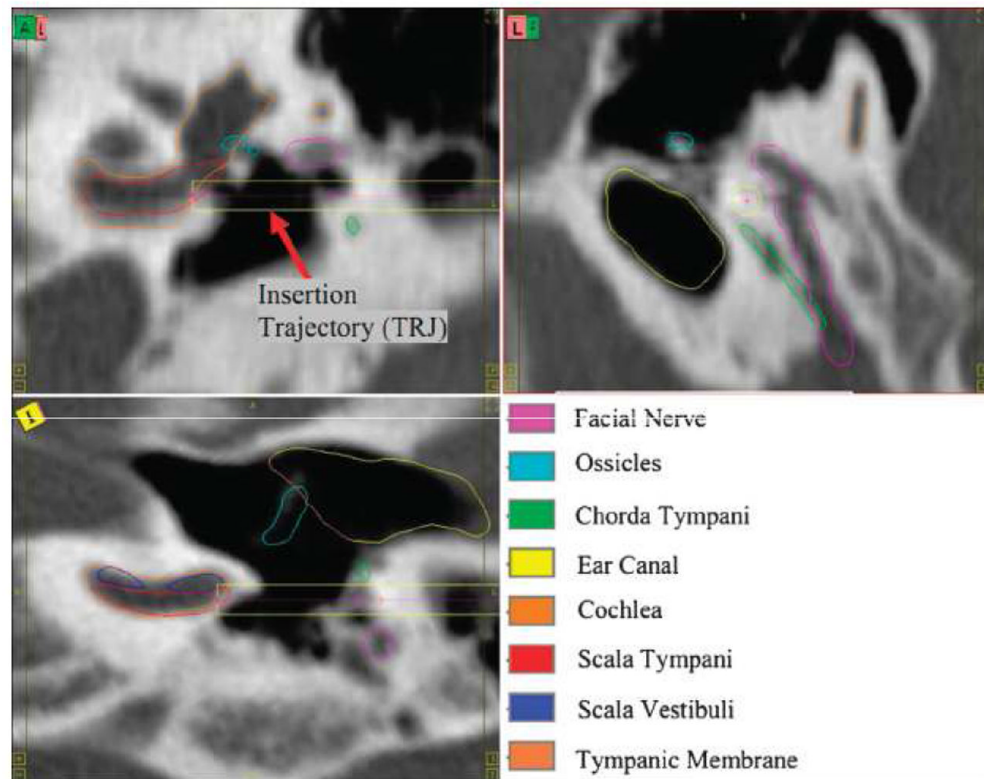 A
L
Insertion
Trajectory (TRJ)
I
Facial Nerve
Ossicles
Chorda Tympani
Ear Canal
Cochlea
Scala Tympani
Scala Vestibuli
Tympanic Membrane